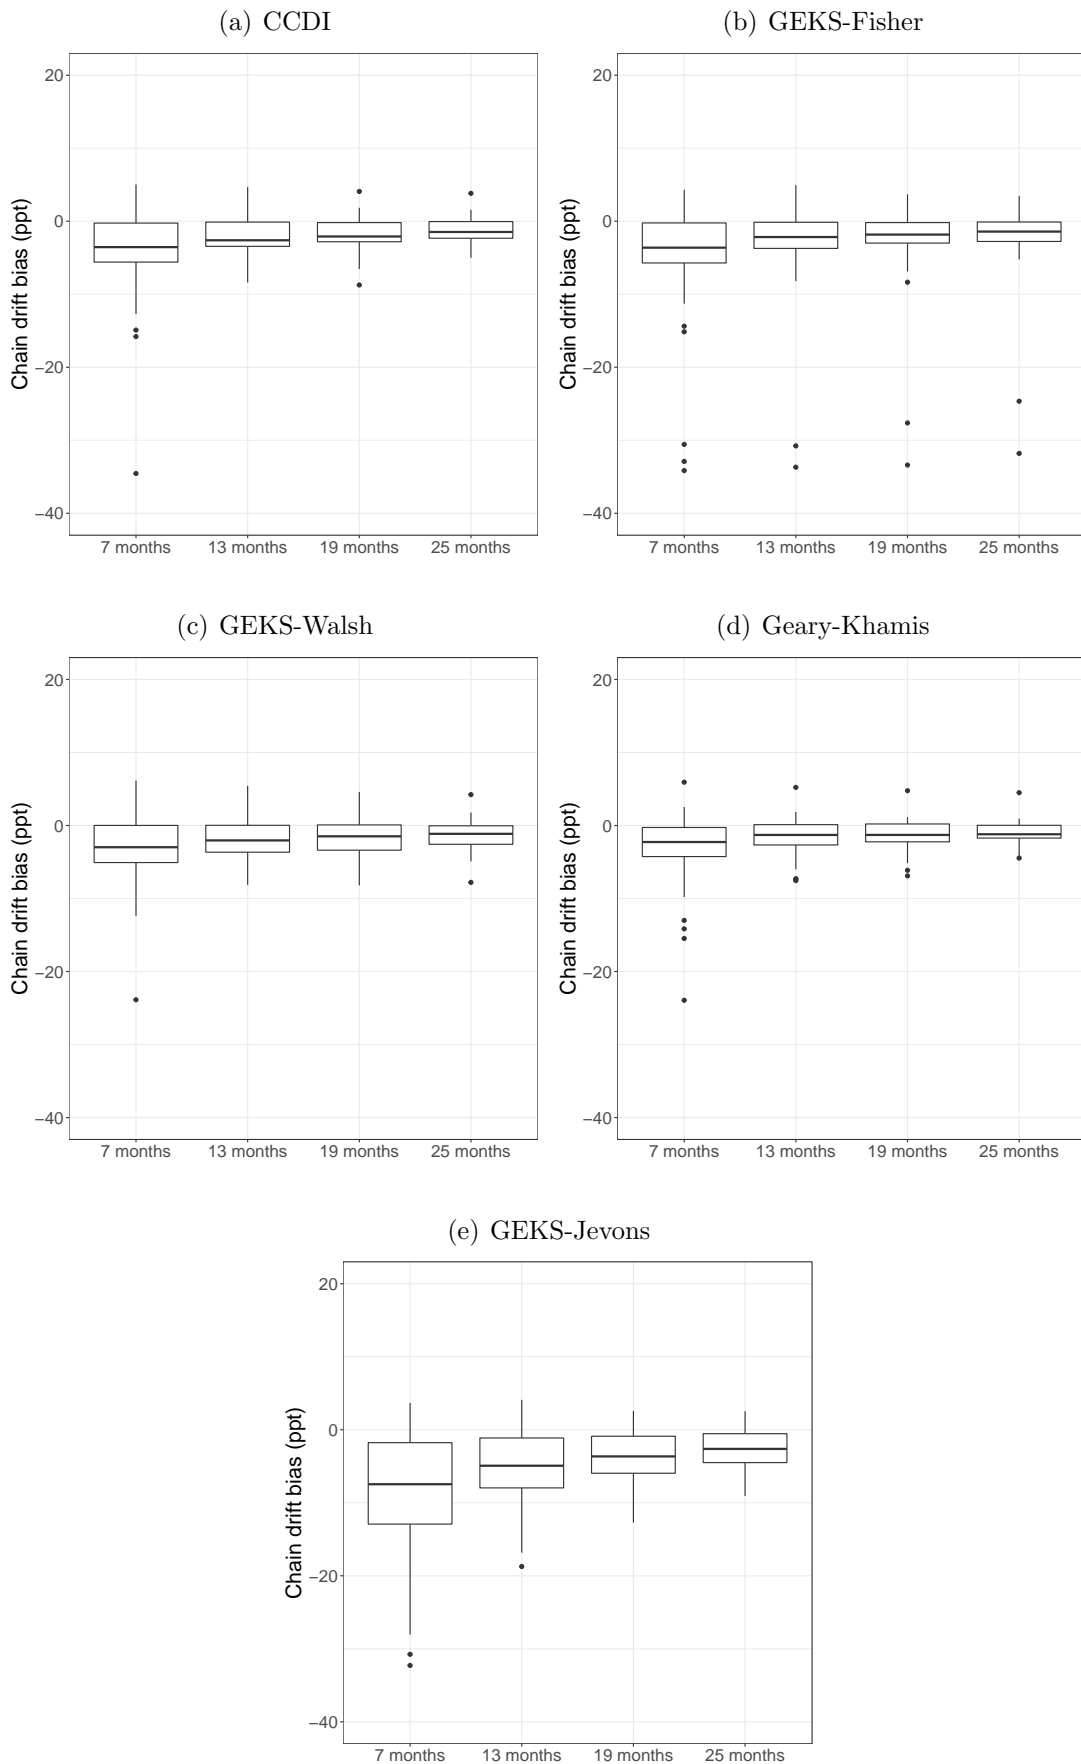 (a) CCDI
Chain drift bias (ppt)
20
0
−20
−40
7 months 13 months 19 months 25 months
(b) GEKS-Fisher
Chain drift bias (ppt)
20
0
−20
−40
7 months 13 months 19 months 25 months
(c) GEKS-Walsh
Chain drift bias (ppt)
20
0
−20
−40
7 months 13 months 19 months 25 months
(d) Geary-Khamis
Chain drift bias (ppt)
20
0
−20
−40
7 months 13 months 19 months 25 months
(e) GEKS-Jevons
Chain drift bias (ppt)
20
0
−20
−40
7 months 13 months 19 months 25 months